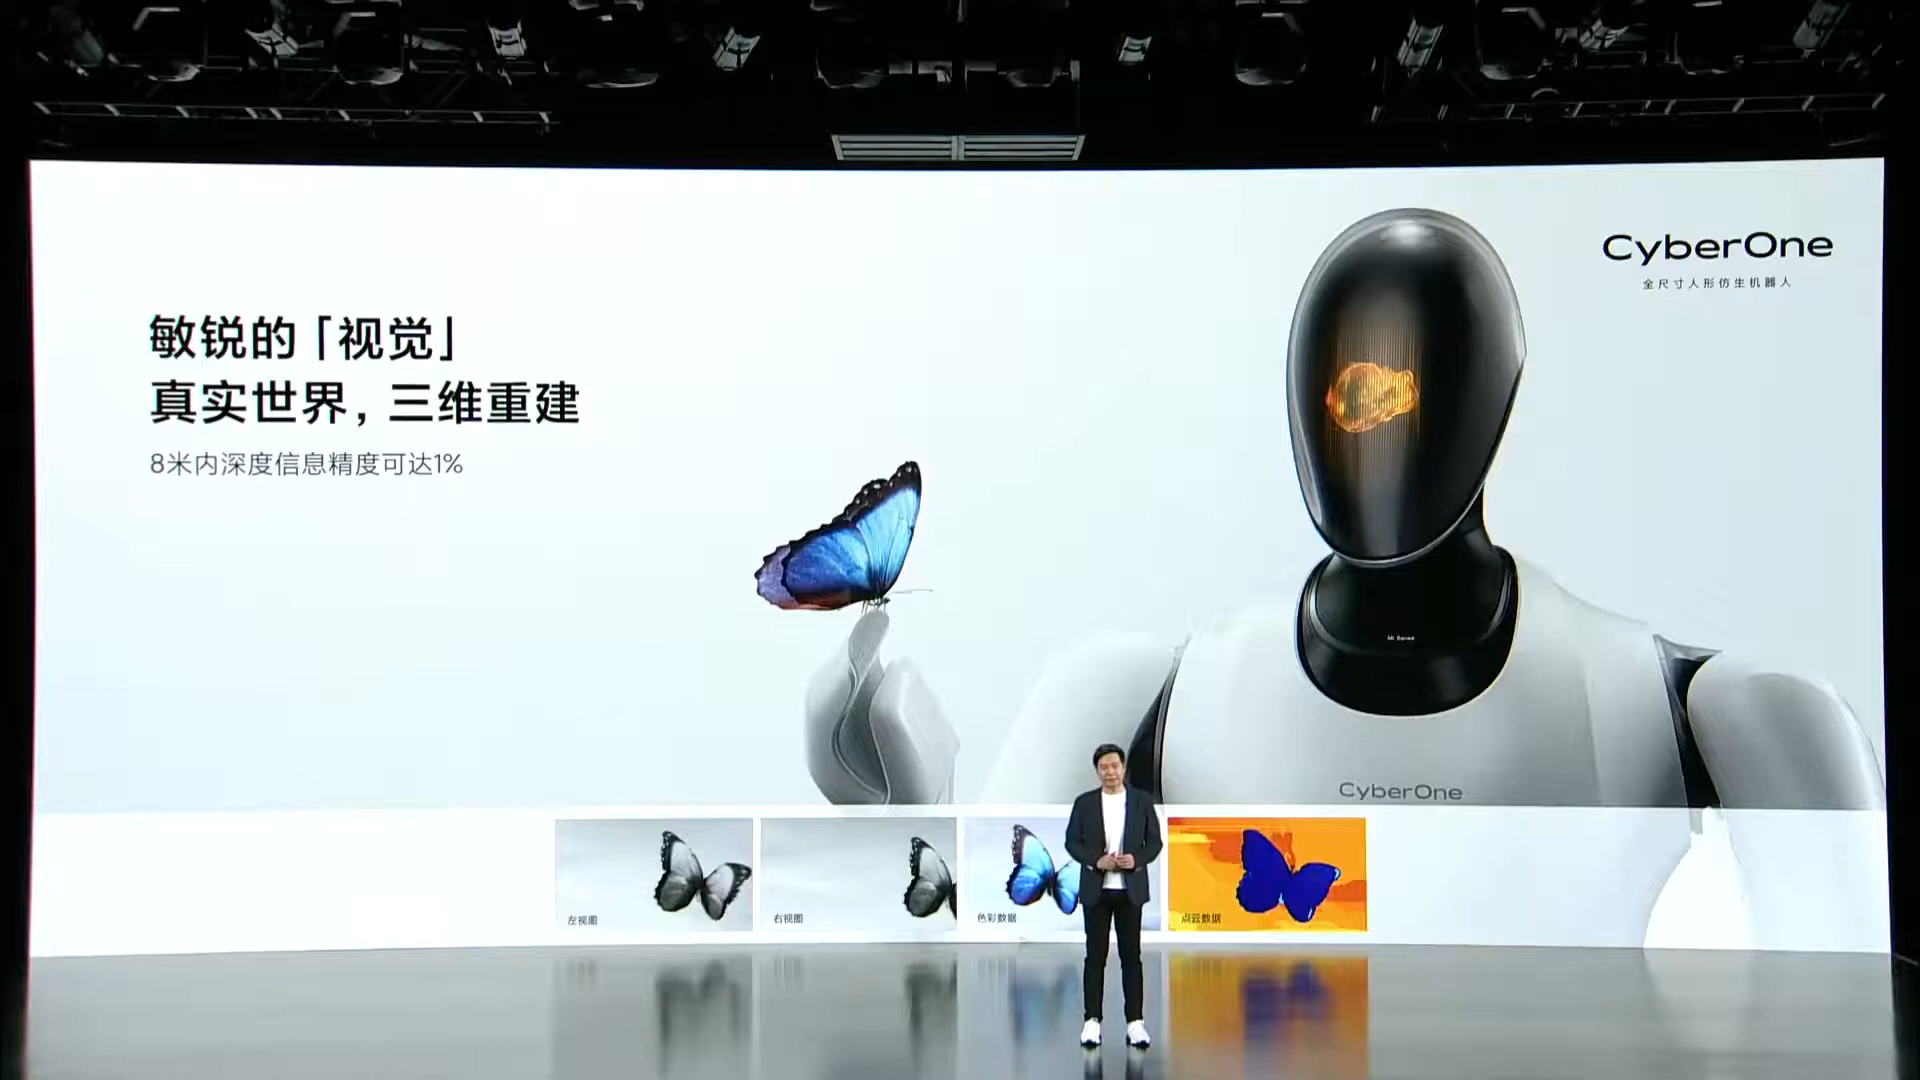 CyberOne
全尺寸人形仿生机器人
敏锐的「视觉」
真实世界，三维重建
8米内深度信息精度可达1%
CyberOne
左视图
右视图
色彩数据
点云数据